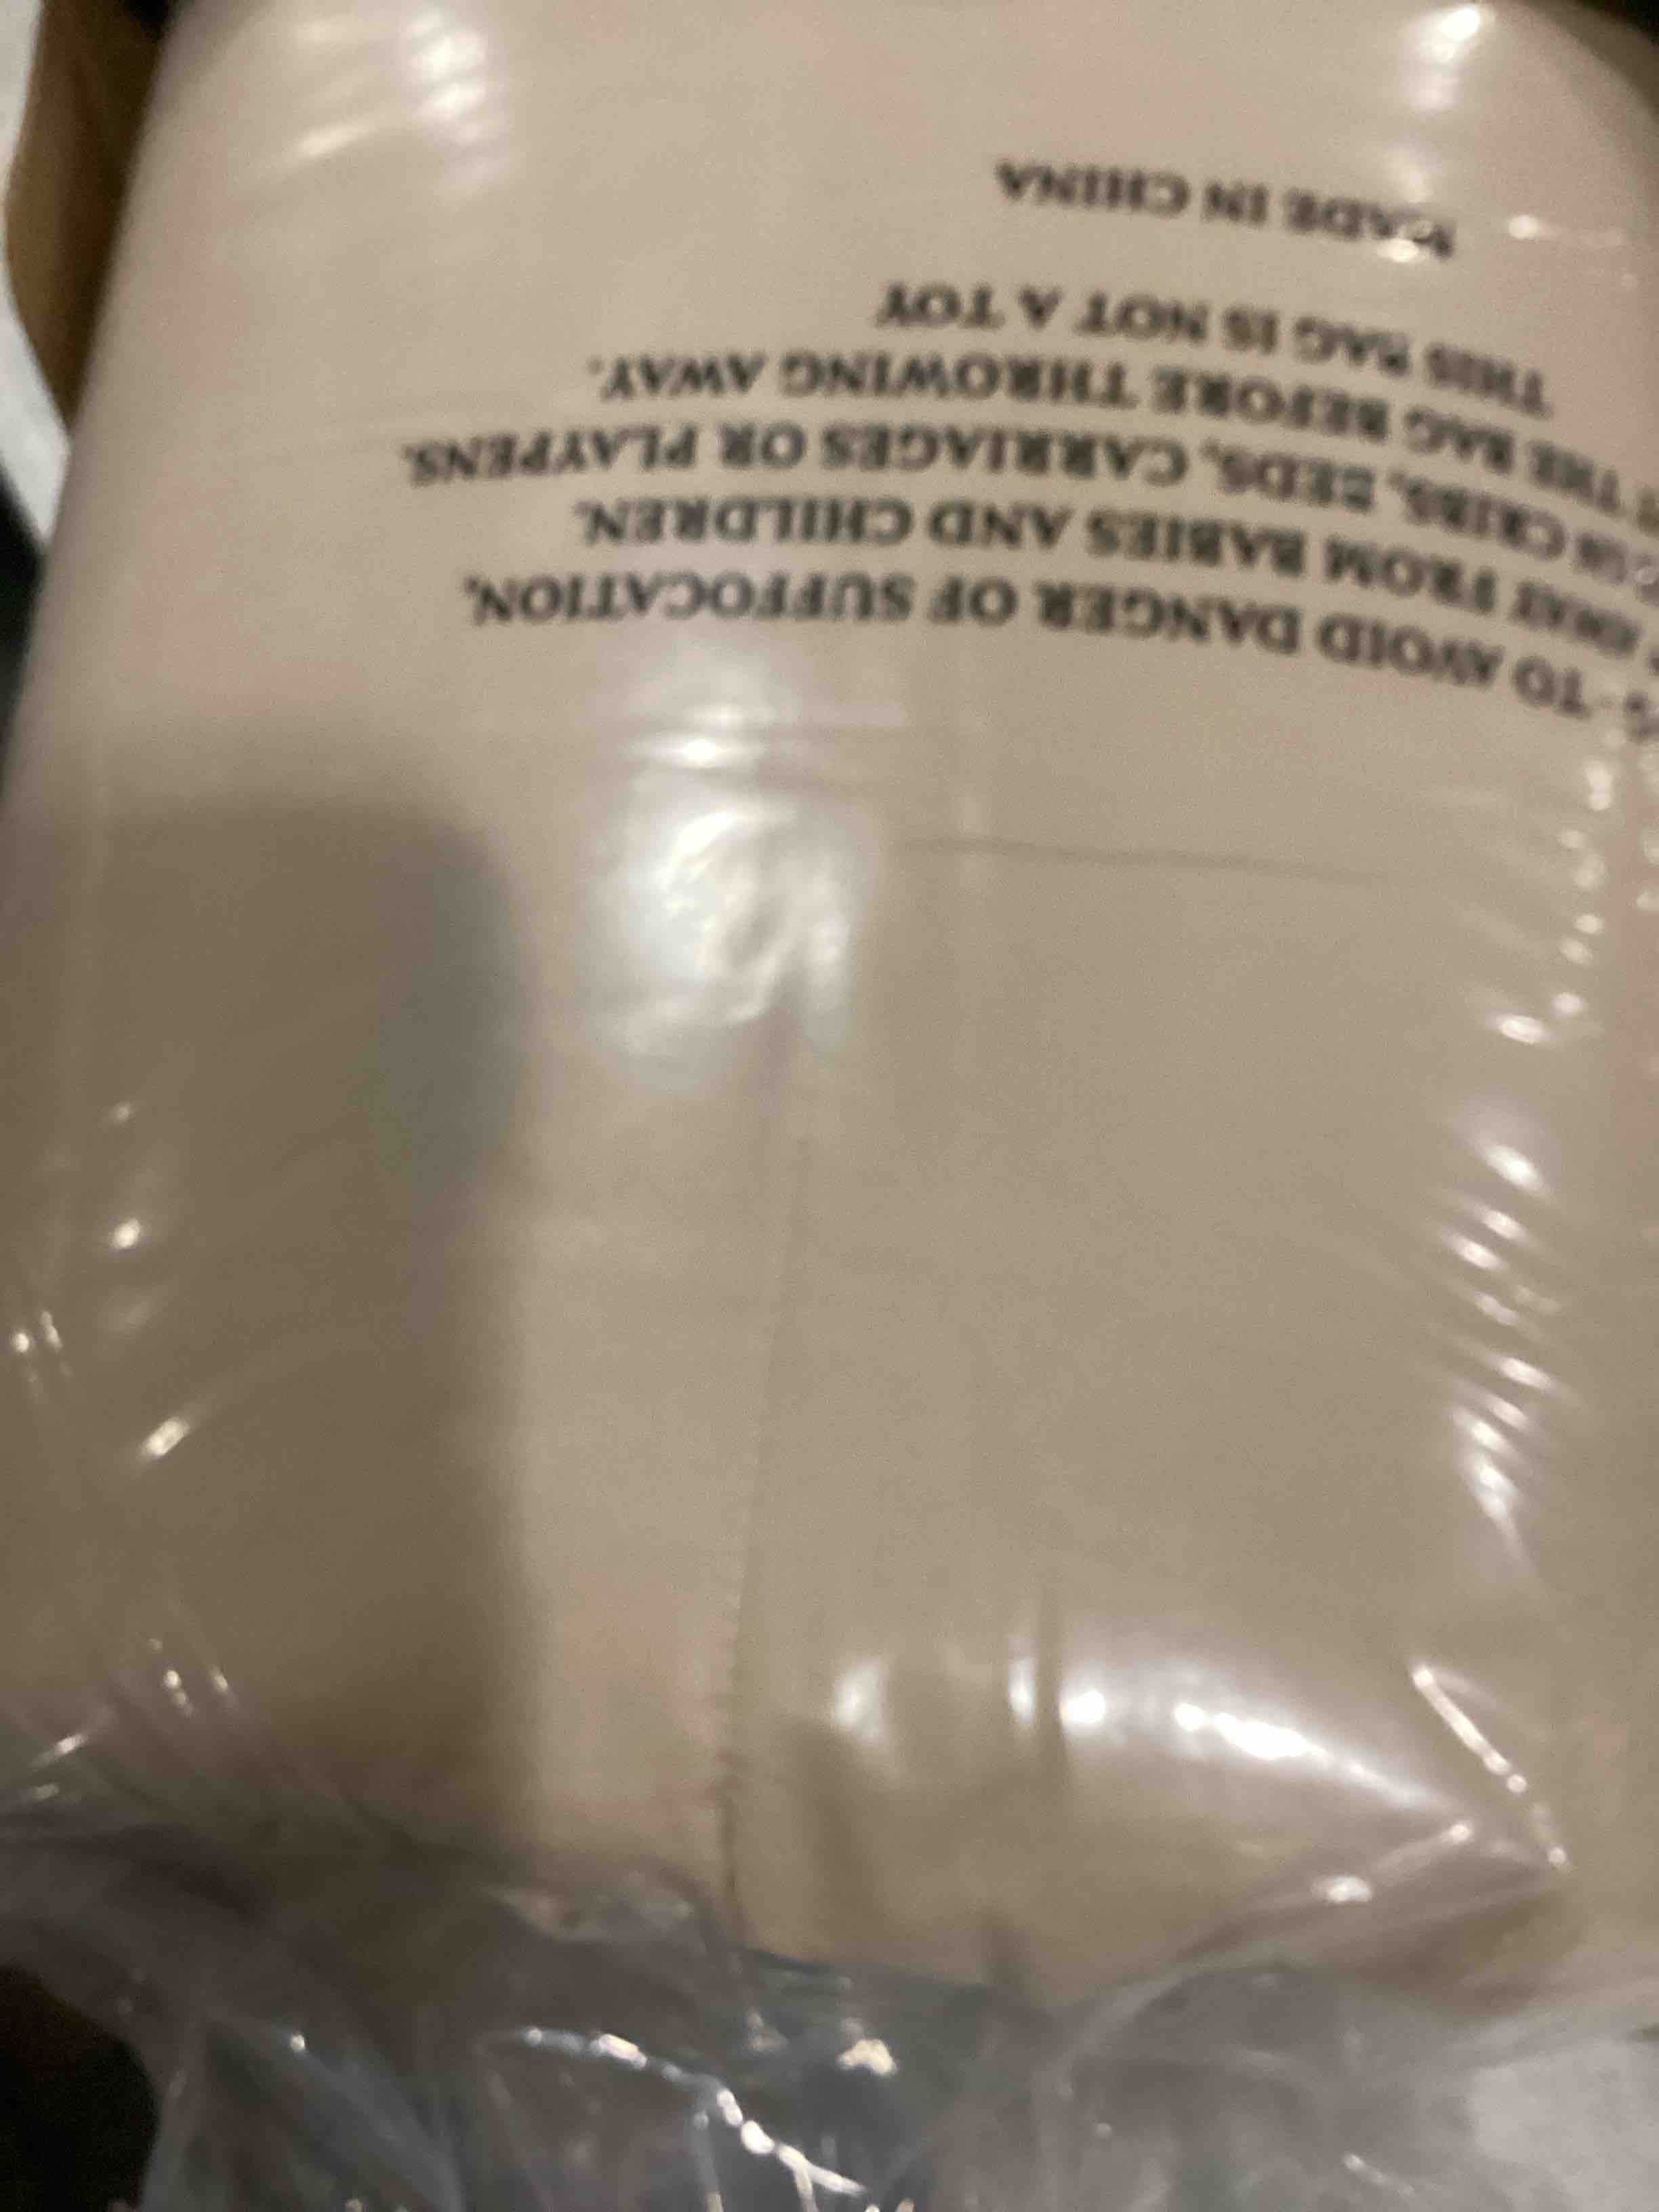 G - TO AVOID DANGER OF SUFFOCATION,
AWAY FROM BABIES AND CHILDREN.
IN CRIBS, BEDS, CARRIAGES OR PLAYPENS.
THE BAG BEFORE THROWING AWAY.
THIS BAG IS NOT A TOY
MADE IN CHINA